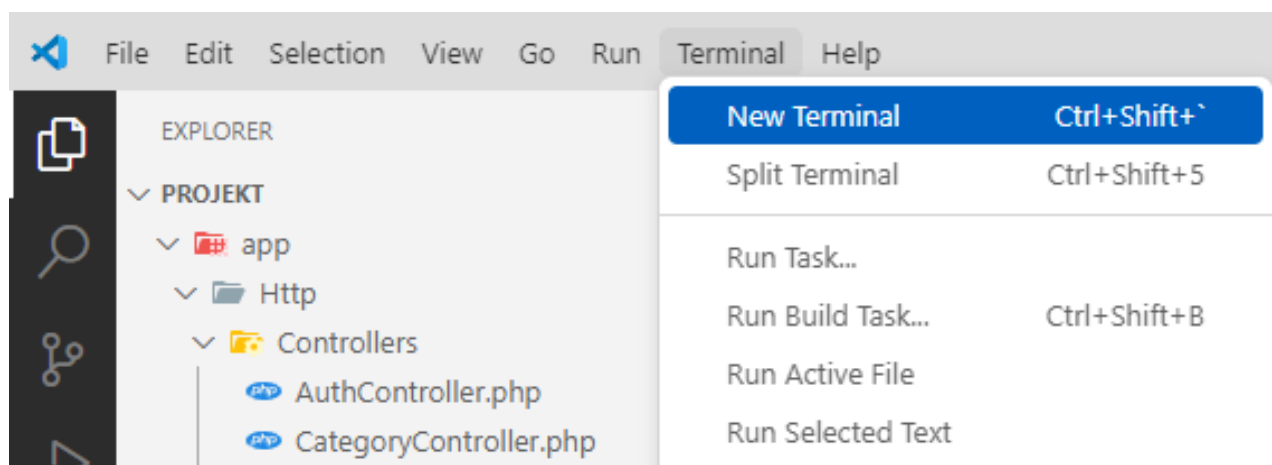 File Edit Selection View Go Run Terminal Help
EXPLORER
PROJEKT
app
Http
Controllers
php AuthController.php
php CategoryController.php
New Terminal Ctrl+Shift+`
Split Terminal Ctrl+Shift+5
Run Task...
Run Build Task... Ctrl+Shift+B
Run Active File
Run Selected Text